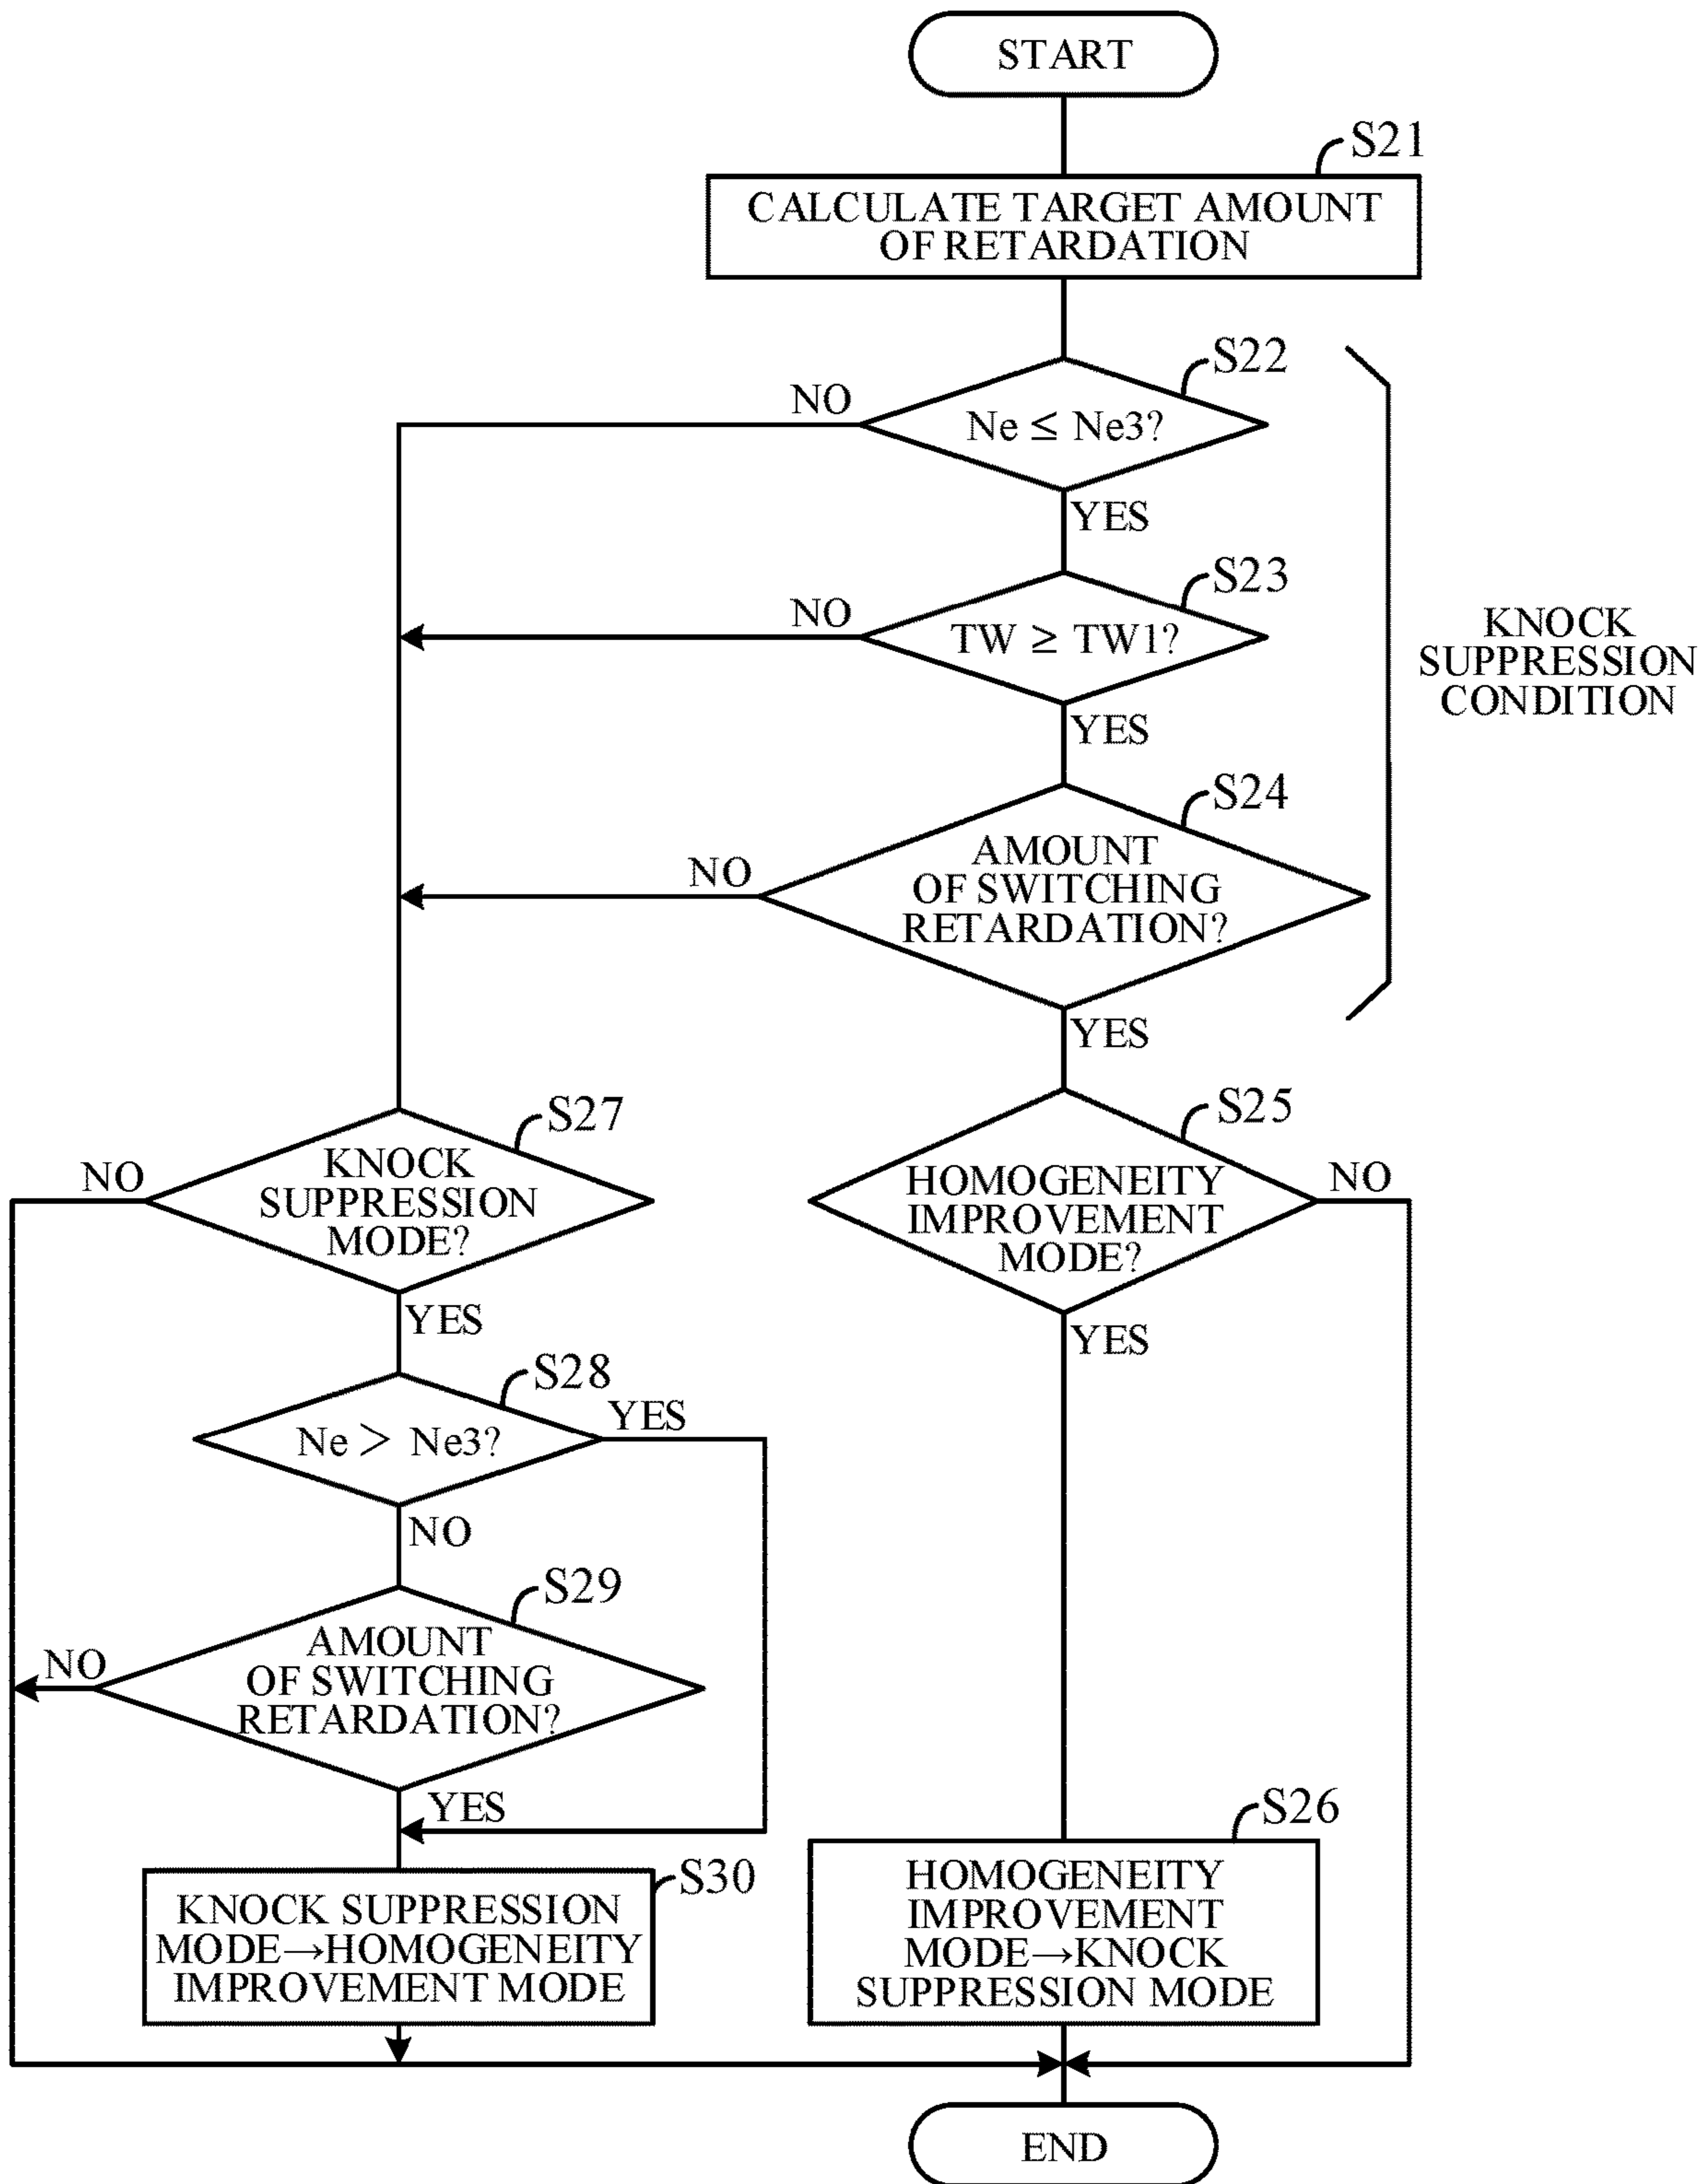 START
S21
CALCULATE TARGET AMOUNT
OF RETARDATION
S22
NO
Ne ≤ Ne3?
YES
S23
NO
TW ≥ TW1?
YES
KNOCK
SUPPRESSION
CONDITION
S24
NO
AMOUNT
OF SWITCHING
RETARDATION?
YES
S27
NO
KNOCK
SUPPRESSION
MODE?
YES
S25
HOMOGENEITY
IMPROVEMENT
MODE?
NO
YES
S28
Ne > Ne3?
YES
NO
S29
NO
AMOUNT
OF SWITCHING
RETARDATION?
YES
S30
KNOCK SUPPRESSION
MODE→HOMOGENEITY
IMPROVEMENT MODE
S26
HOMOGENEITY
IMPROVEMENT
MODE→KNOCK
SUPPRESSION MODE
END